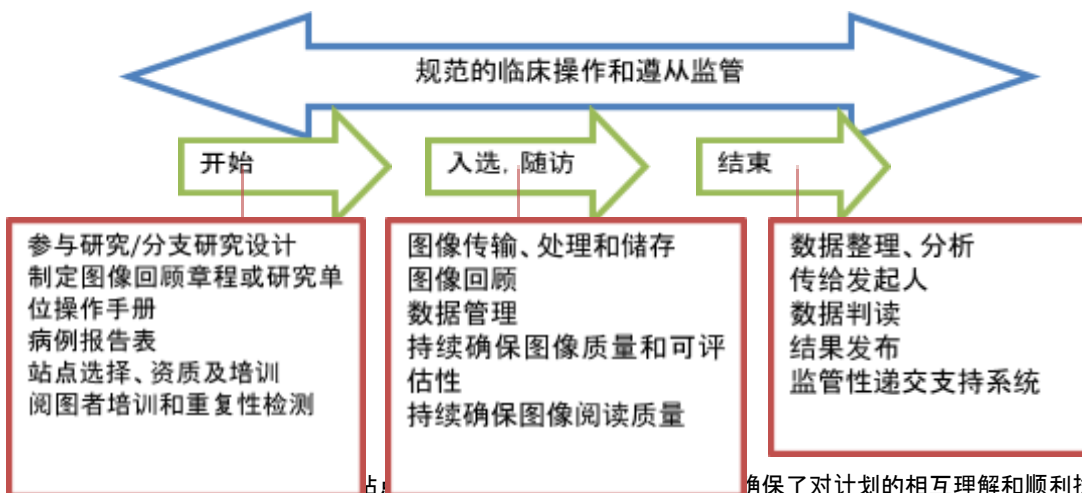 规范的临床操作和遵从监管
开始
入选, 随访
结束
参与研究/分支研究设计
制定图像回顾章程或研究单
位操作手册
病例报告表
站点选择、资质及培训
阅图者培训和重复性检测
图像传输、处理和储存
图像回顾
数据管理
持续确保图像质量和可评
估性
持续确保图像阅读质量
数据整理、分析
传给发起人
数据判读
结果发布
监管性递交支持系统
确保了对计划的相互理解和顺利